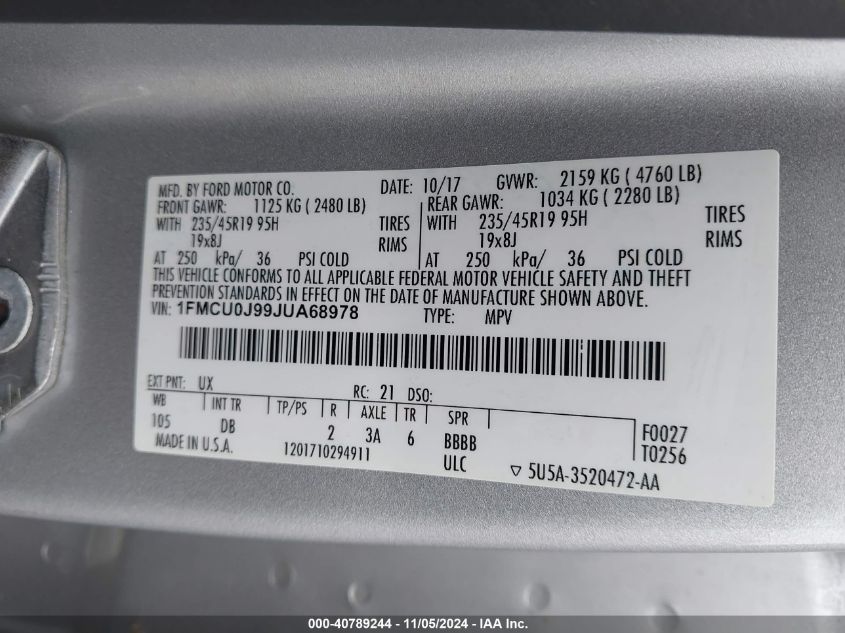 MFD. BY FORD MOTOR CO. DATE: 10/17 GVWR: 2159 KG ( 4760 LB)
FRONT GAWR: 1125 KG ( 2480 LB) REAR GAWR: 1034 KG ( 2280 LB)
WITH 235/45R19 95H TIRES WITH 235/45R19 95H TIRES
19x8J RIMS 19x8J RIMS
AT 250 kPa/ 36 PSI COLD AT 250 kPa/ 36 PSI COLD
THIS VEHICLE CONFORMS TO ALL APPLICABLE FEDERAL MOTOR VEHICLE SAFETY AND THEFT
PREVENTION STANDARDS IN EFFECT ON THE DATE OF MANUFACTURE SHOWN ABOVE.
VIN: 1FMCU0J99JUA68978 TYPE: MPV
EXT PNT: UX RC: 21 DSO:
WB INT TR TP/PS R AXLE TR SPR
105 DB 2 3A 6 BBBB F0027
MADE IN U.S.A. 1201710294911 ULC T0256
▽ 5U5A-3520472-AA
000-40789244 - 11/05/2024 - IAA Inc.